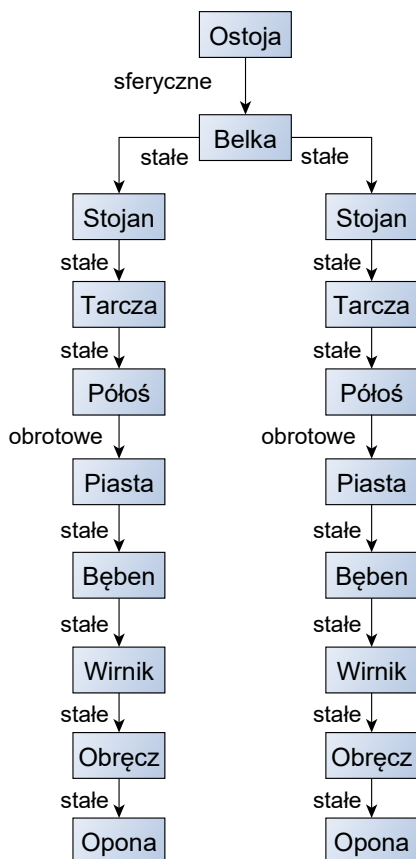 Ostoja
sferyczne
Belka
stałe stałe
Stojan Stojan
stałe stałe
Tarcza Tarcza
stałe stałe
Półoś Półoś
obrotowe obrotowe
Piasta Piasta
stałe stałe
Bęben Bęben
stałe stałe
Wirnik Wirnik
stałe stałe
Obręcz Obręcz
stałe stałe
Opona Opona